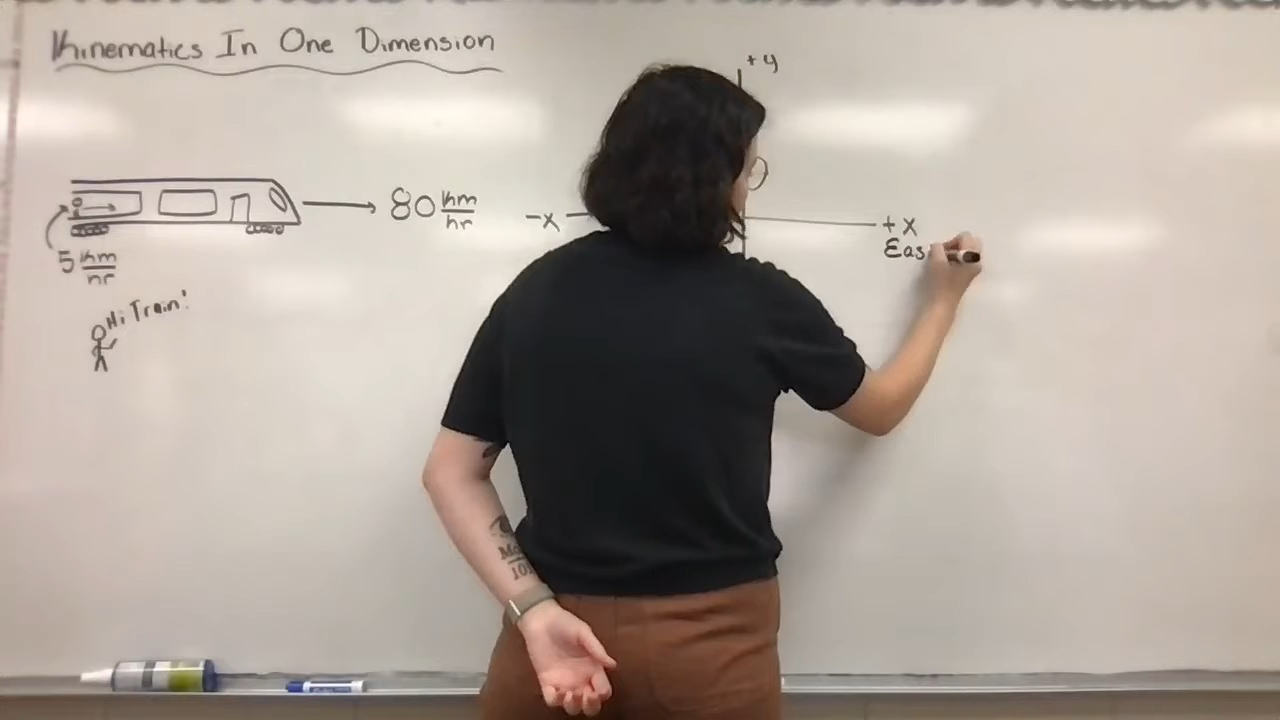 Kinematics In One Dimension
+y
80 km/hr
-x
+x
Eas
5 km/hr
Hi Train!